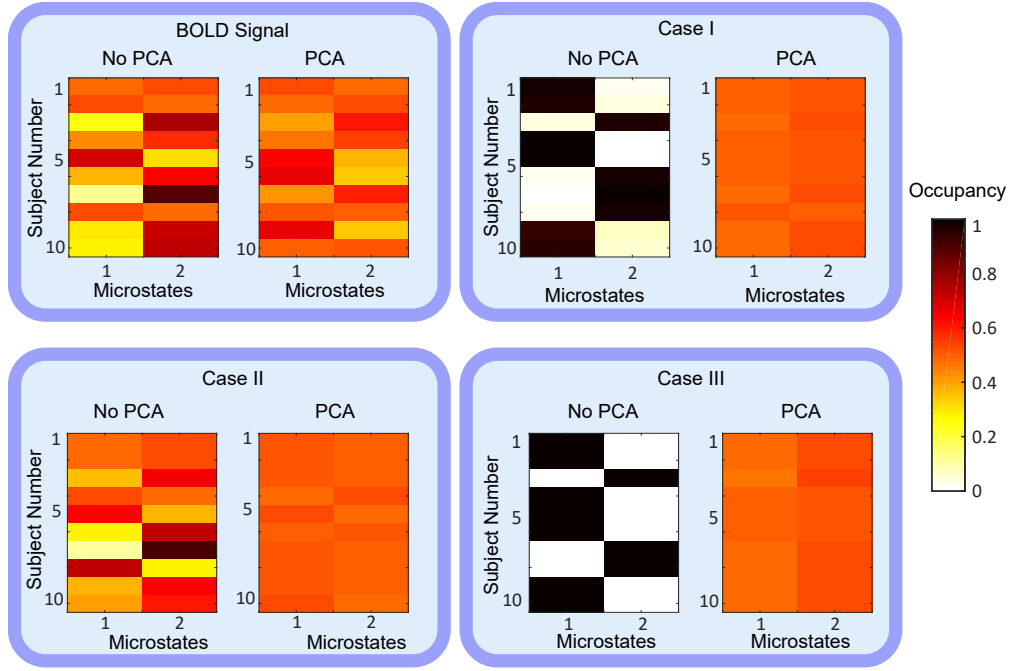 BOLD Signal
No PCA
PCA
1
5
10
Subject Number
1
2
1
5
10
1
2
Microstates
Microstates
Case I
No PCA
PCA
1
5
10
Subject Number
1
2
1
5
10
1
2
Microstates
Microstates
Occupancy
1
0.8
0.6
0.4
0.2
0
Case II
No PCA
PCA
1
5
10
Subject Number
1
2
1
5
10
1
2
Microstates
Microstates
Case III
No PCA
PCA
1
5
10
Subject Number
1
2
1
5
10
1
2
Microstates
Microstates